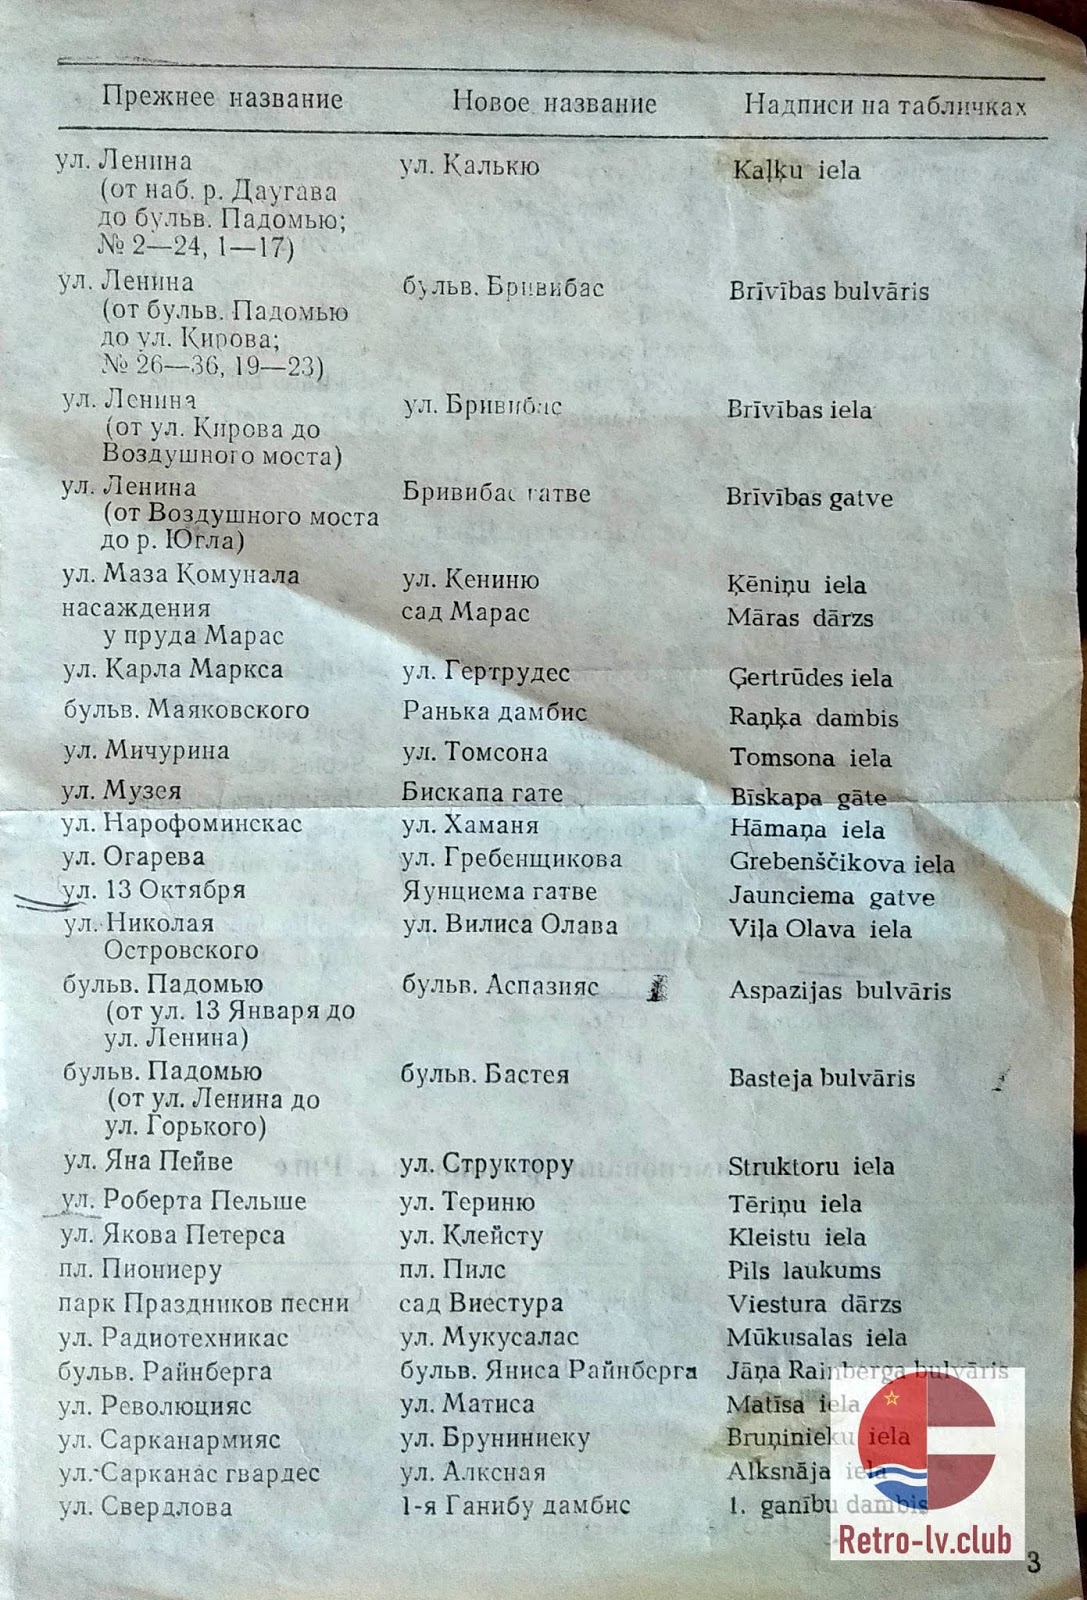 Прежнее название Новое название Надписи на табличках
ул. Ленина ул. Калькю Kaļķu iela
(от наб. р. Даугава
до бульв. Падомью;
№ 2—24, 1—17)
ул. Ленина бульв. Бривибас Brīvības bulvāris
(от бульв. Падомью
до ул. Кирова;
№ 26—36, 19—23)
ул. Ленина ул. Бривибас Brīvības iela
(от ул. Кирова до
Воздушного моста)
ул. Ленина Бривибас гатве Brīvības gatve
(от Воздушного моста
до р. Югла)
ул. Маза Комунала ул. Кениню Ķēniņu iela
насаждения сад Марас Māras dārzs
у пруда Марас
ул. Карла Маркса ул. Гертрудес Ģertrūdes iela
бульв. Маяковского Ранька дамбис Raņķa dambis
ул. Мичурина ул. Томсона Tomsona iela
ул. Музея Бискапа гате Bīskapa gāte
ул. Нарофоминскас ул. Хаманя Hāmaņa iela
ул. Огарева ул. Гребенщикова Grebenščikova iela
ул. 13 Октября Яунциема гатве Jaunciema gatve
ул. Николая ул. Вилиса Олава Viļa Olava iela
Островского
бульв. Падомью бульв. Аспазияс Aspazijas bulvāris
(от ул. 13 Января до
ул. Ленина)
бульв. Падомью бульв. Бастея Basteja bulvāris
(от ул. Ленина до
ул. Горького)
ул. Яна Пейве ул. Структору Struktoru iela
ул. Роберта Пельше ул. Териню Tēriņu iela
ул. Якова Петерса ул. Клейсту Kleistu iela
пл. Пиониеру пл. Пилс Pils laukums
парк Праздников песни сад Виестура Viestura dārzs
ул. Радиотехникас ул. Мукусалас Mūkusalas iela
бульв. Райнберга бульв. Яниса Райнберга Jāņa Rainberga bulvāris
ул. Революцияс ул. Матиса Matīsa iela
ул. Сарканармияс ул. Бруниниеку Bruņinieku iela
ул. Сарканас гвардес ул. Алксная Alksnāja iela
ул. Свердлова 1-я Ганибу дамбис 1. ganību dambis
Retro-lv.club
3